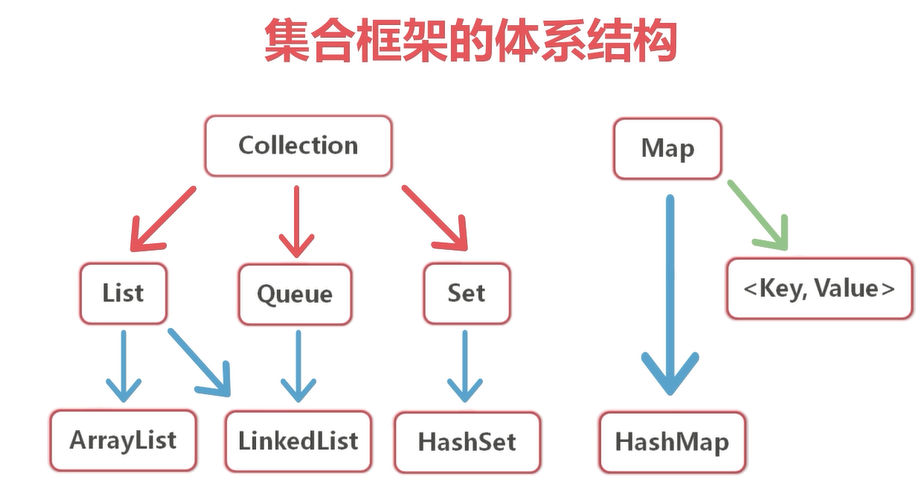 集合框架的体系结构
Collection
Map
List
Queue
Set
<Key, Value>
ArrayList
LinkedList
HashSet
HashMap